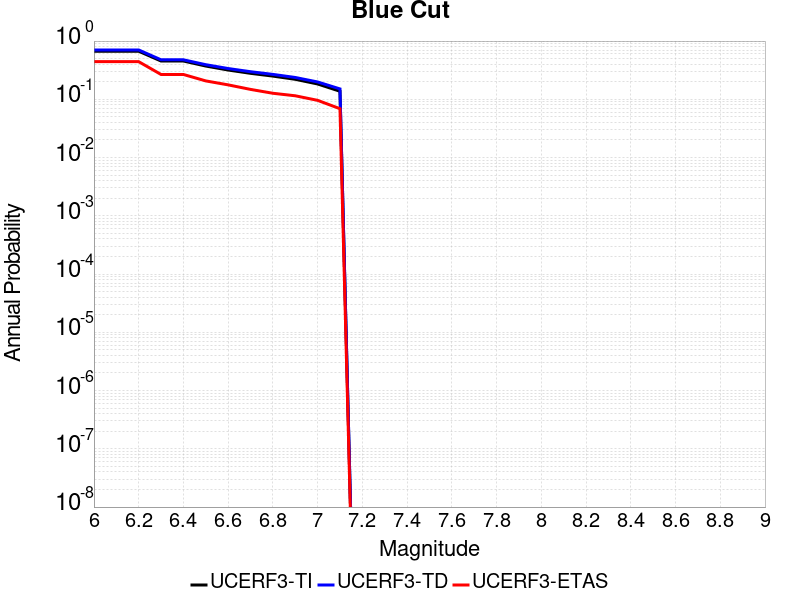 Blue Cut
10^0
10^-1
10^-2
10^-3
10^-4
10^-5
10^-6
10^-7
10^-8
Annual Probability
6 6.2 6.4 6.6 6.8 7 7.2 7.4 7.6 7.8 8 8.2 8.4 8.6 8.8 9
Magnitude
UCERF3-TI UCERF3-TD UCERF3-ETAS